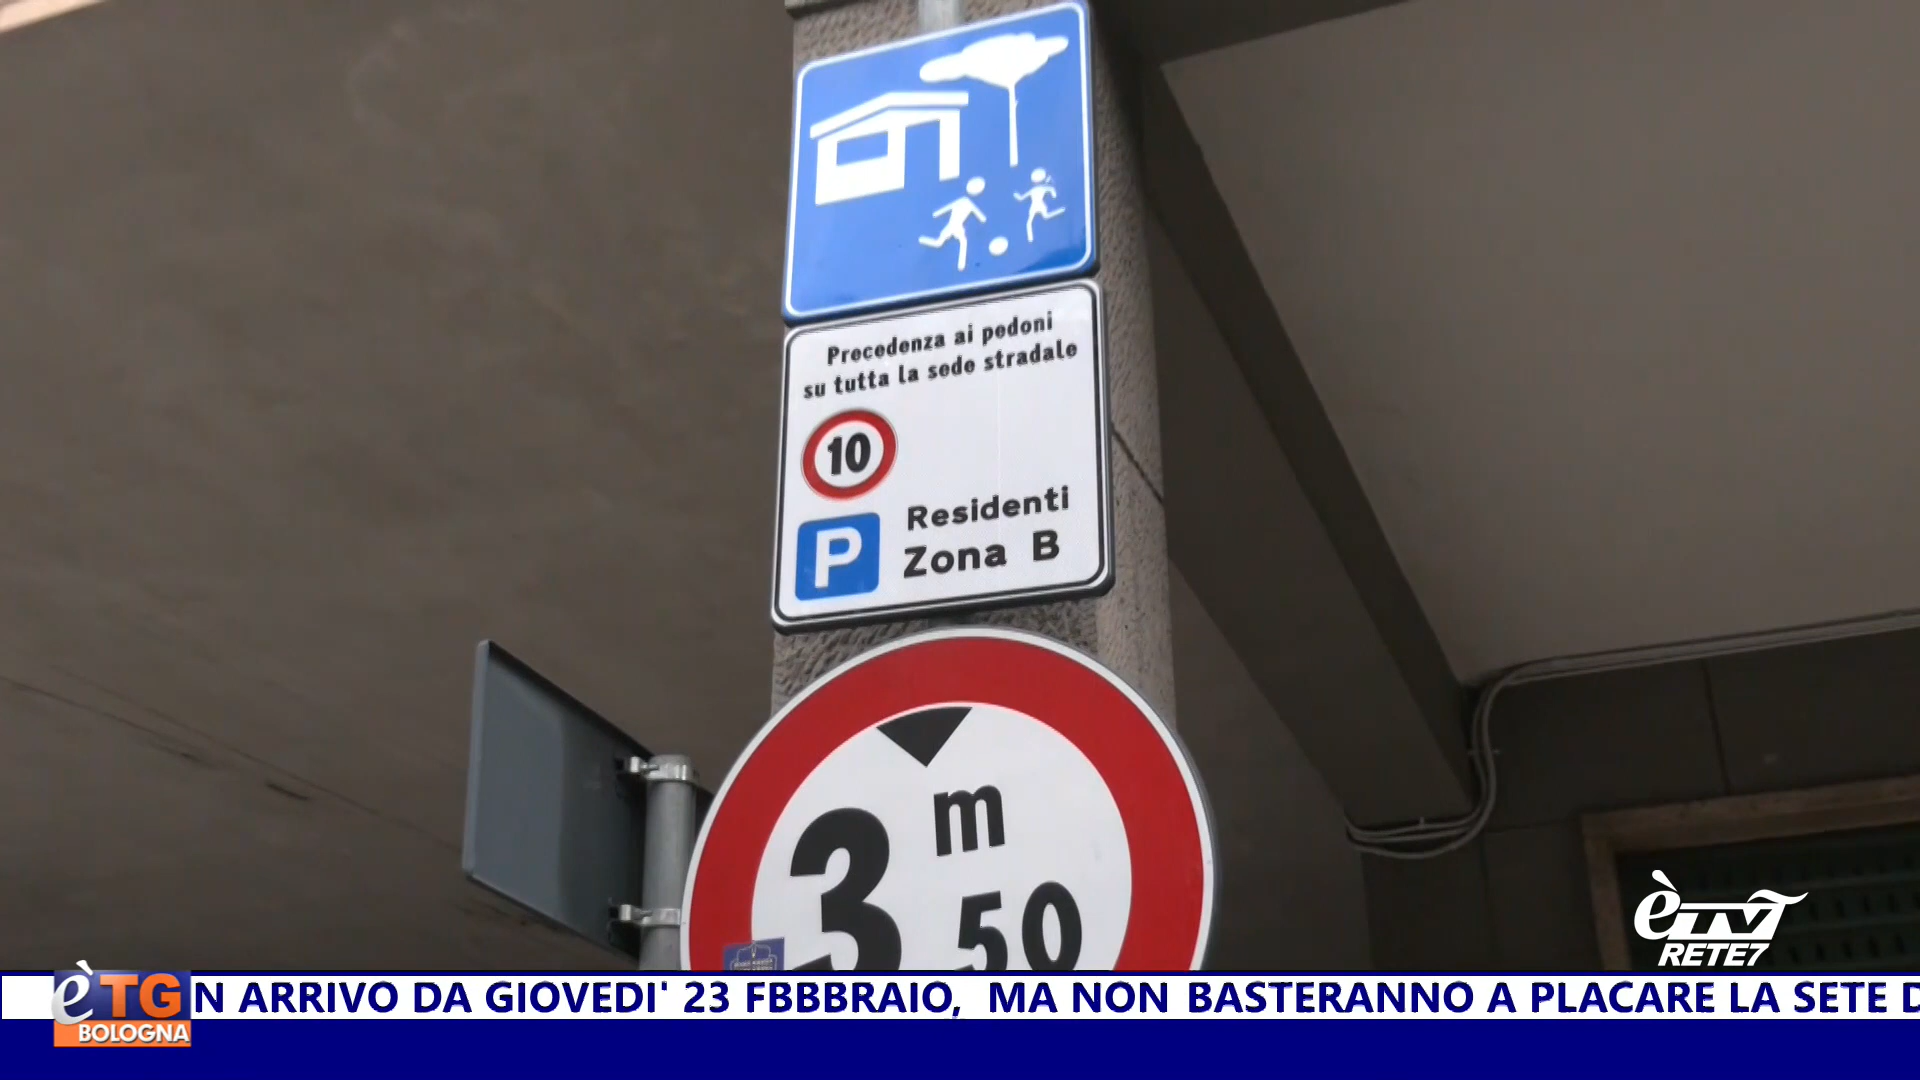 Precedenza ai pedoni
su tutta la sede stradale
10
P
Residenti
Zona B
m
3 50
èTV
RETE7
èTG
BOLOGNA
N ARRIVO DA GIOVEDI' 23 FBBBRAIO, MA NON BASTERANNO A PLACARE LA SETE D